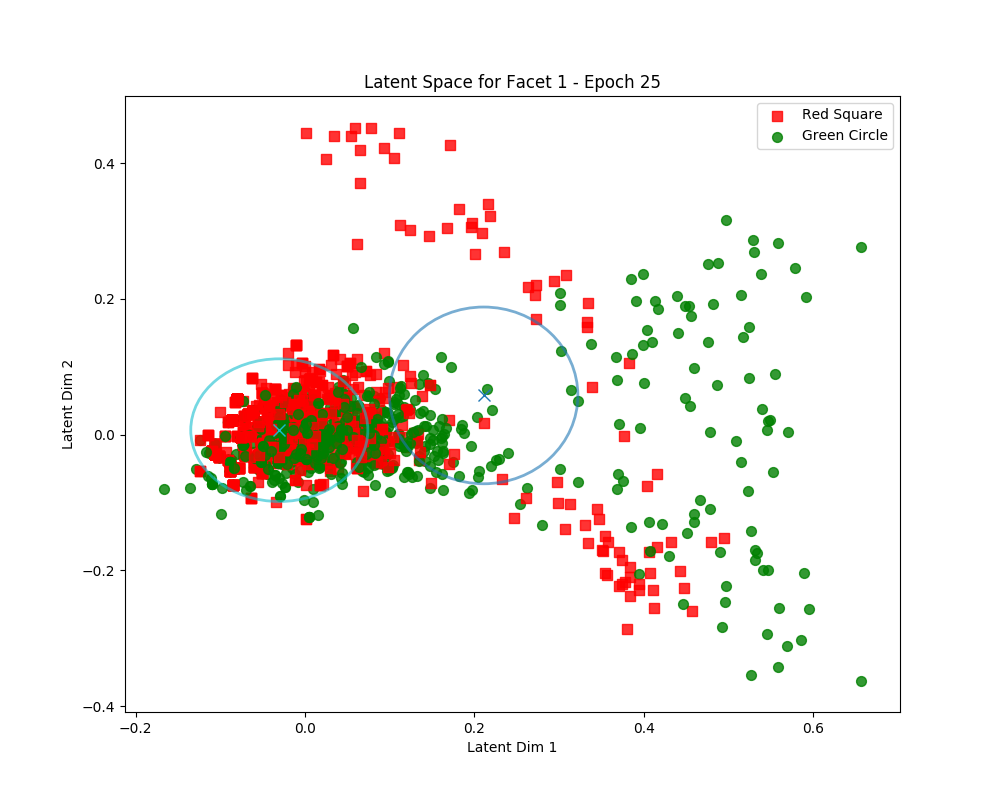 Latent Space for Facet 1 - Epoch 25
Red Square
Green Circle
0.4
0.2
0.0
−0.2
−0.4
Latent Dim 2
−0.2
0.0
0.2
0.4
0.6
Latent Dim 1